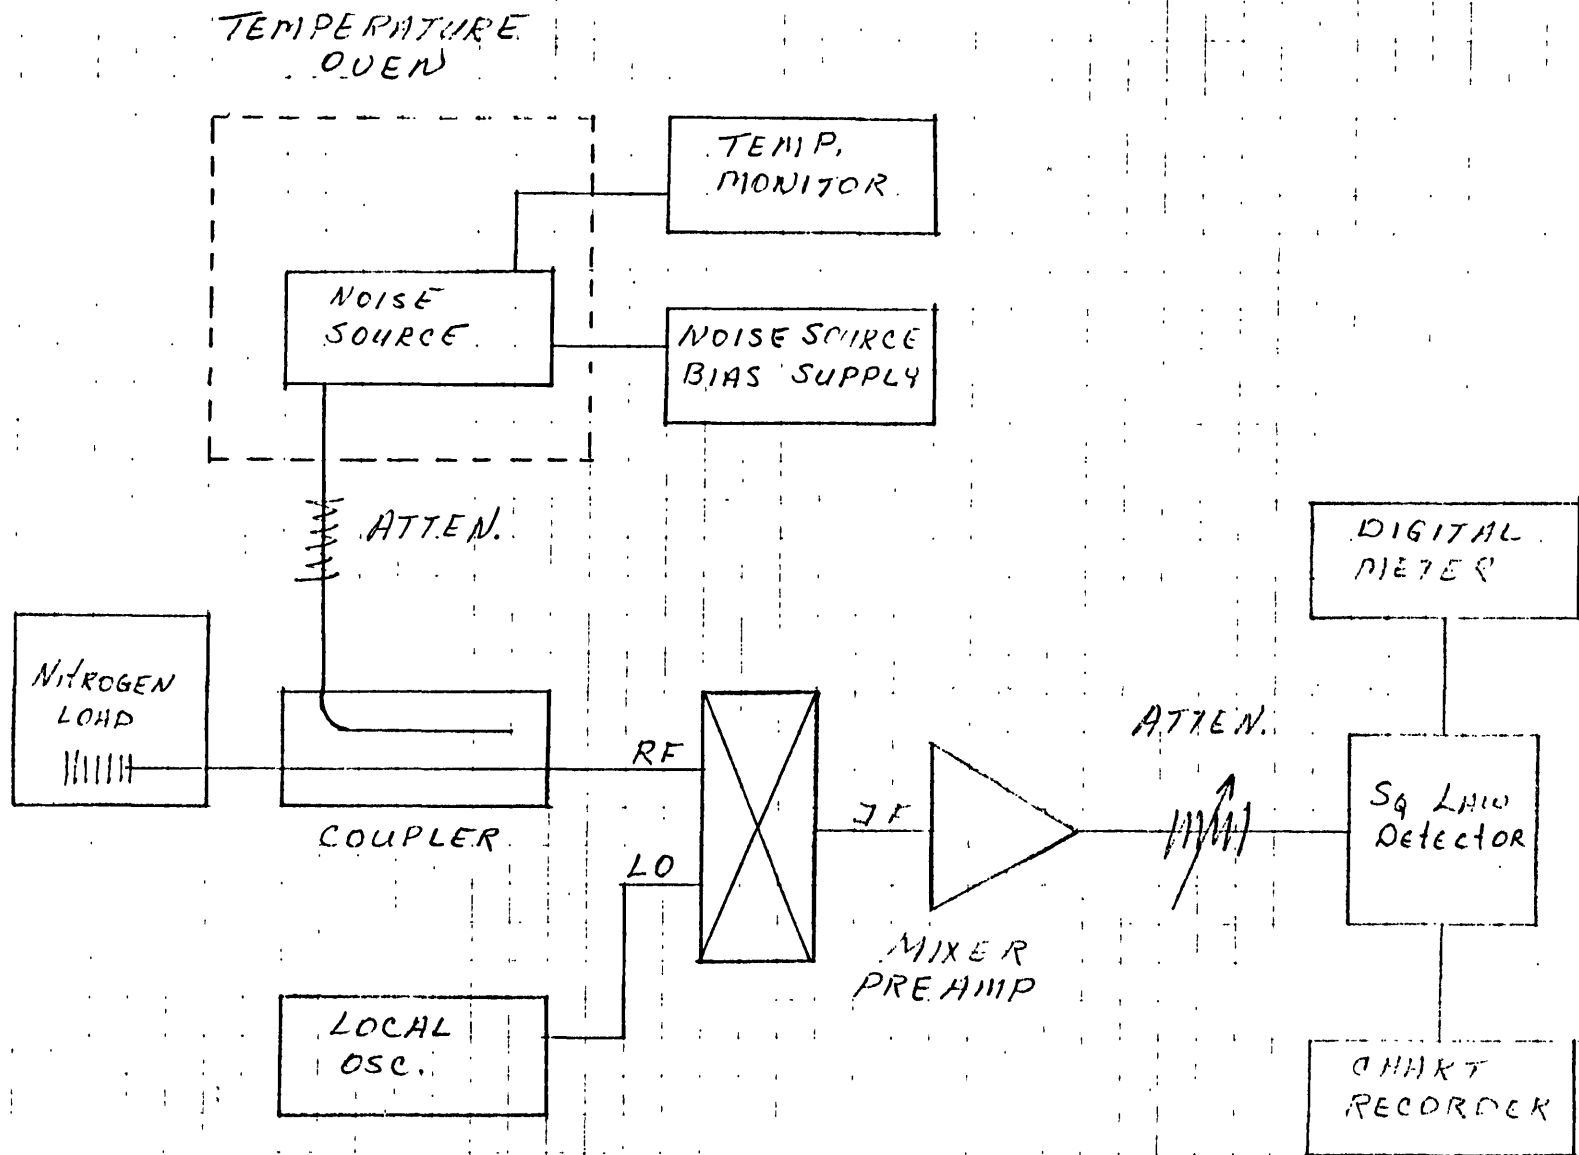 TEMPERATURE
OVEN
TEMP.
MONITOR
NOISE
SOURCE
NOISE SOURCE
BIAS SUPPLY
ATTEN.
DIGITAL
METER
NITROGEN
LOAD
RF
ATTEN.
COUPLER
IF
Sq LAW
Detector
LO
MIXER
PREAMP
LOCAL
OSC.
CHART
RECORDER